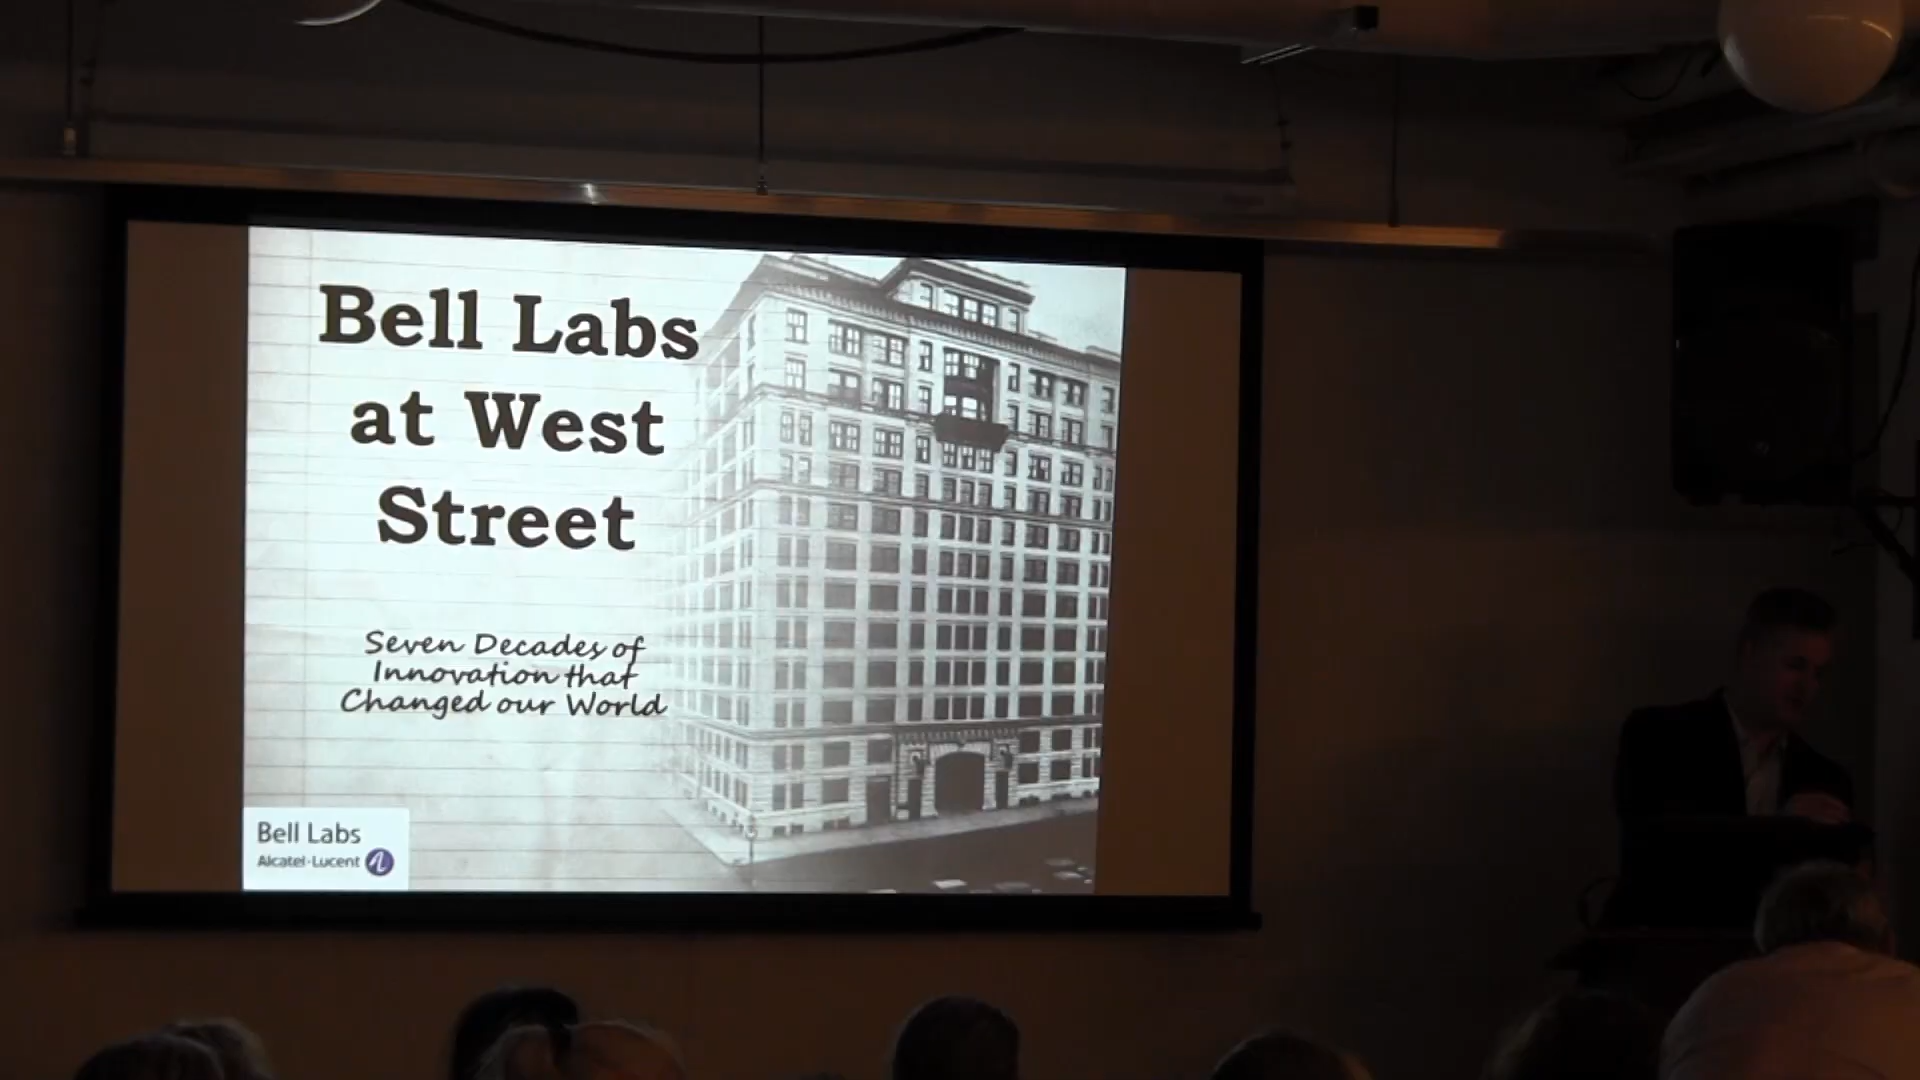 Bell Labs
at West
Street
Seven Decades of
Innovation that
Changed our World
Bell Labs
Alcatel·Lucent